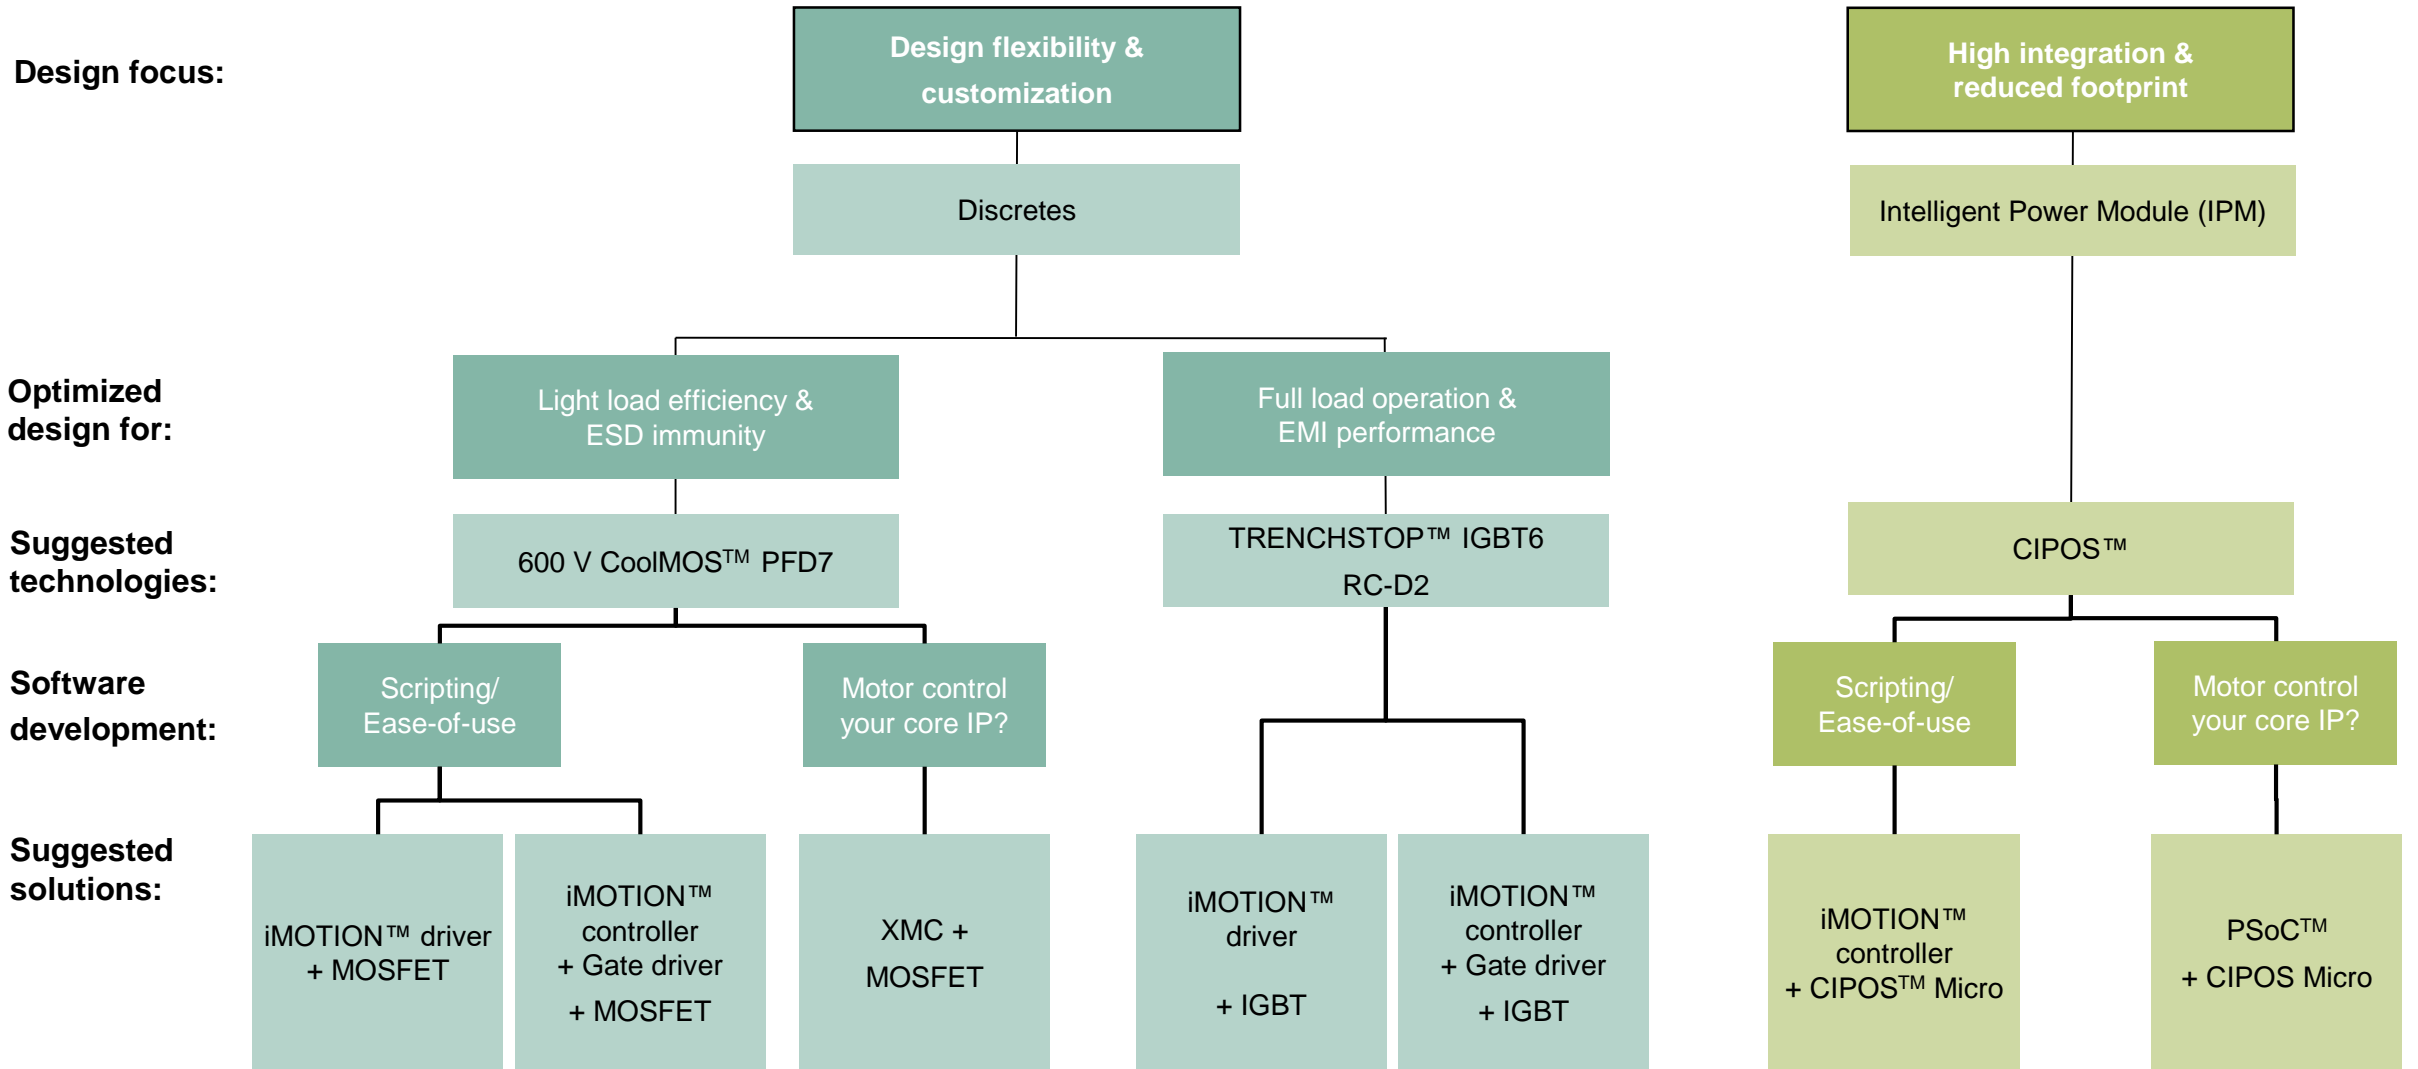 Design focus:
Design flexibility &
customization
High integration &
reduced footprint
Discretes
Intelligent Power Module (IPM)
Optimized
design for:
Light load efficiency &
ESD immunity
Full load operation &
EMI performance
Suggested
technologies:
600 V CoolMOS™ PFD7
TRENCHSTOP™ IGBT6
RC-D2
CIPOS™
Software
development:
Scripting/
Ease-of-use
Motor control
your core IP?
Scripting/
Ease-of-use
Motor control
your core IP?
Suggested
solutions:
iMOTION™ driver
+ MOSFET
iMOTION™
controller
+ Gate driver
+ MOSFET
XMC +
MOSFET
iMOTION™
driver
+ IGBT
iMOTION™
controller
+ Gate driver
+ IGBT
iMOTION™
controller
+ CIPOS™ Micro
PSoC™
+ CIPOS Micro